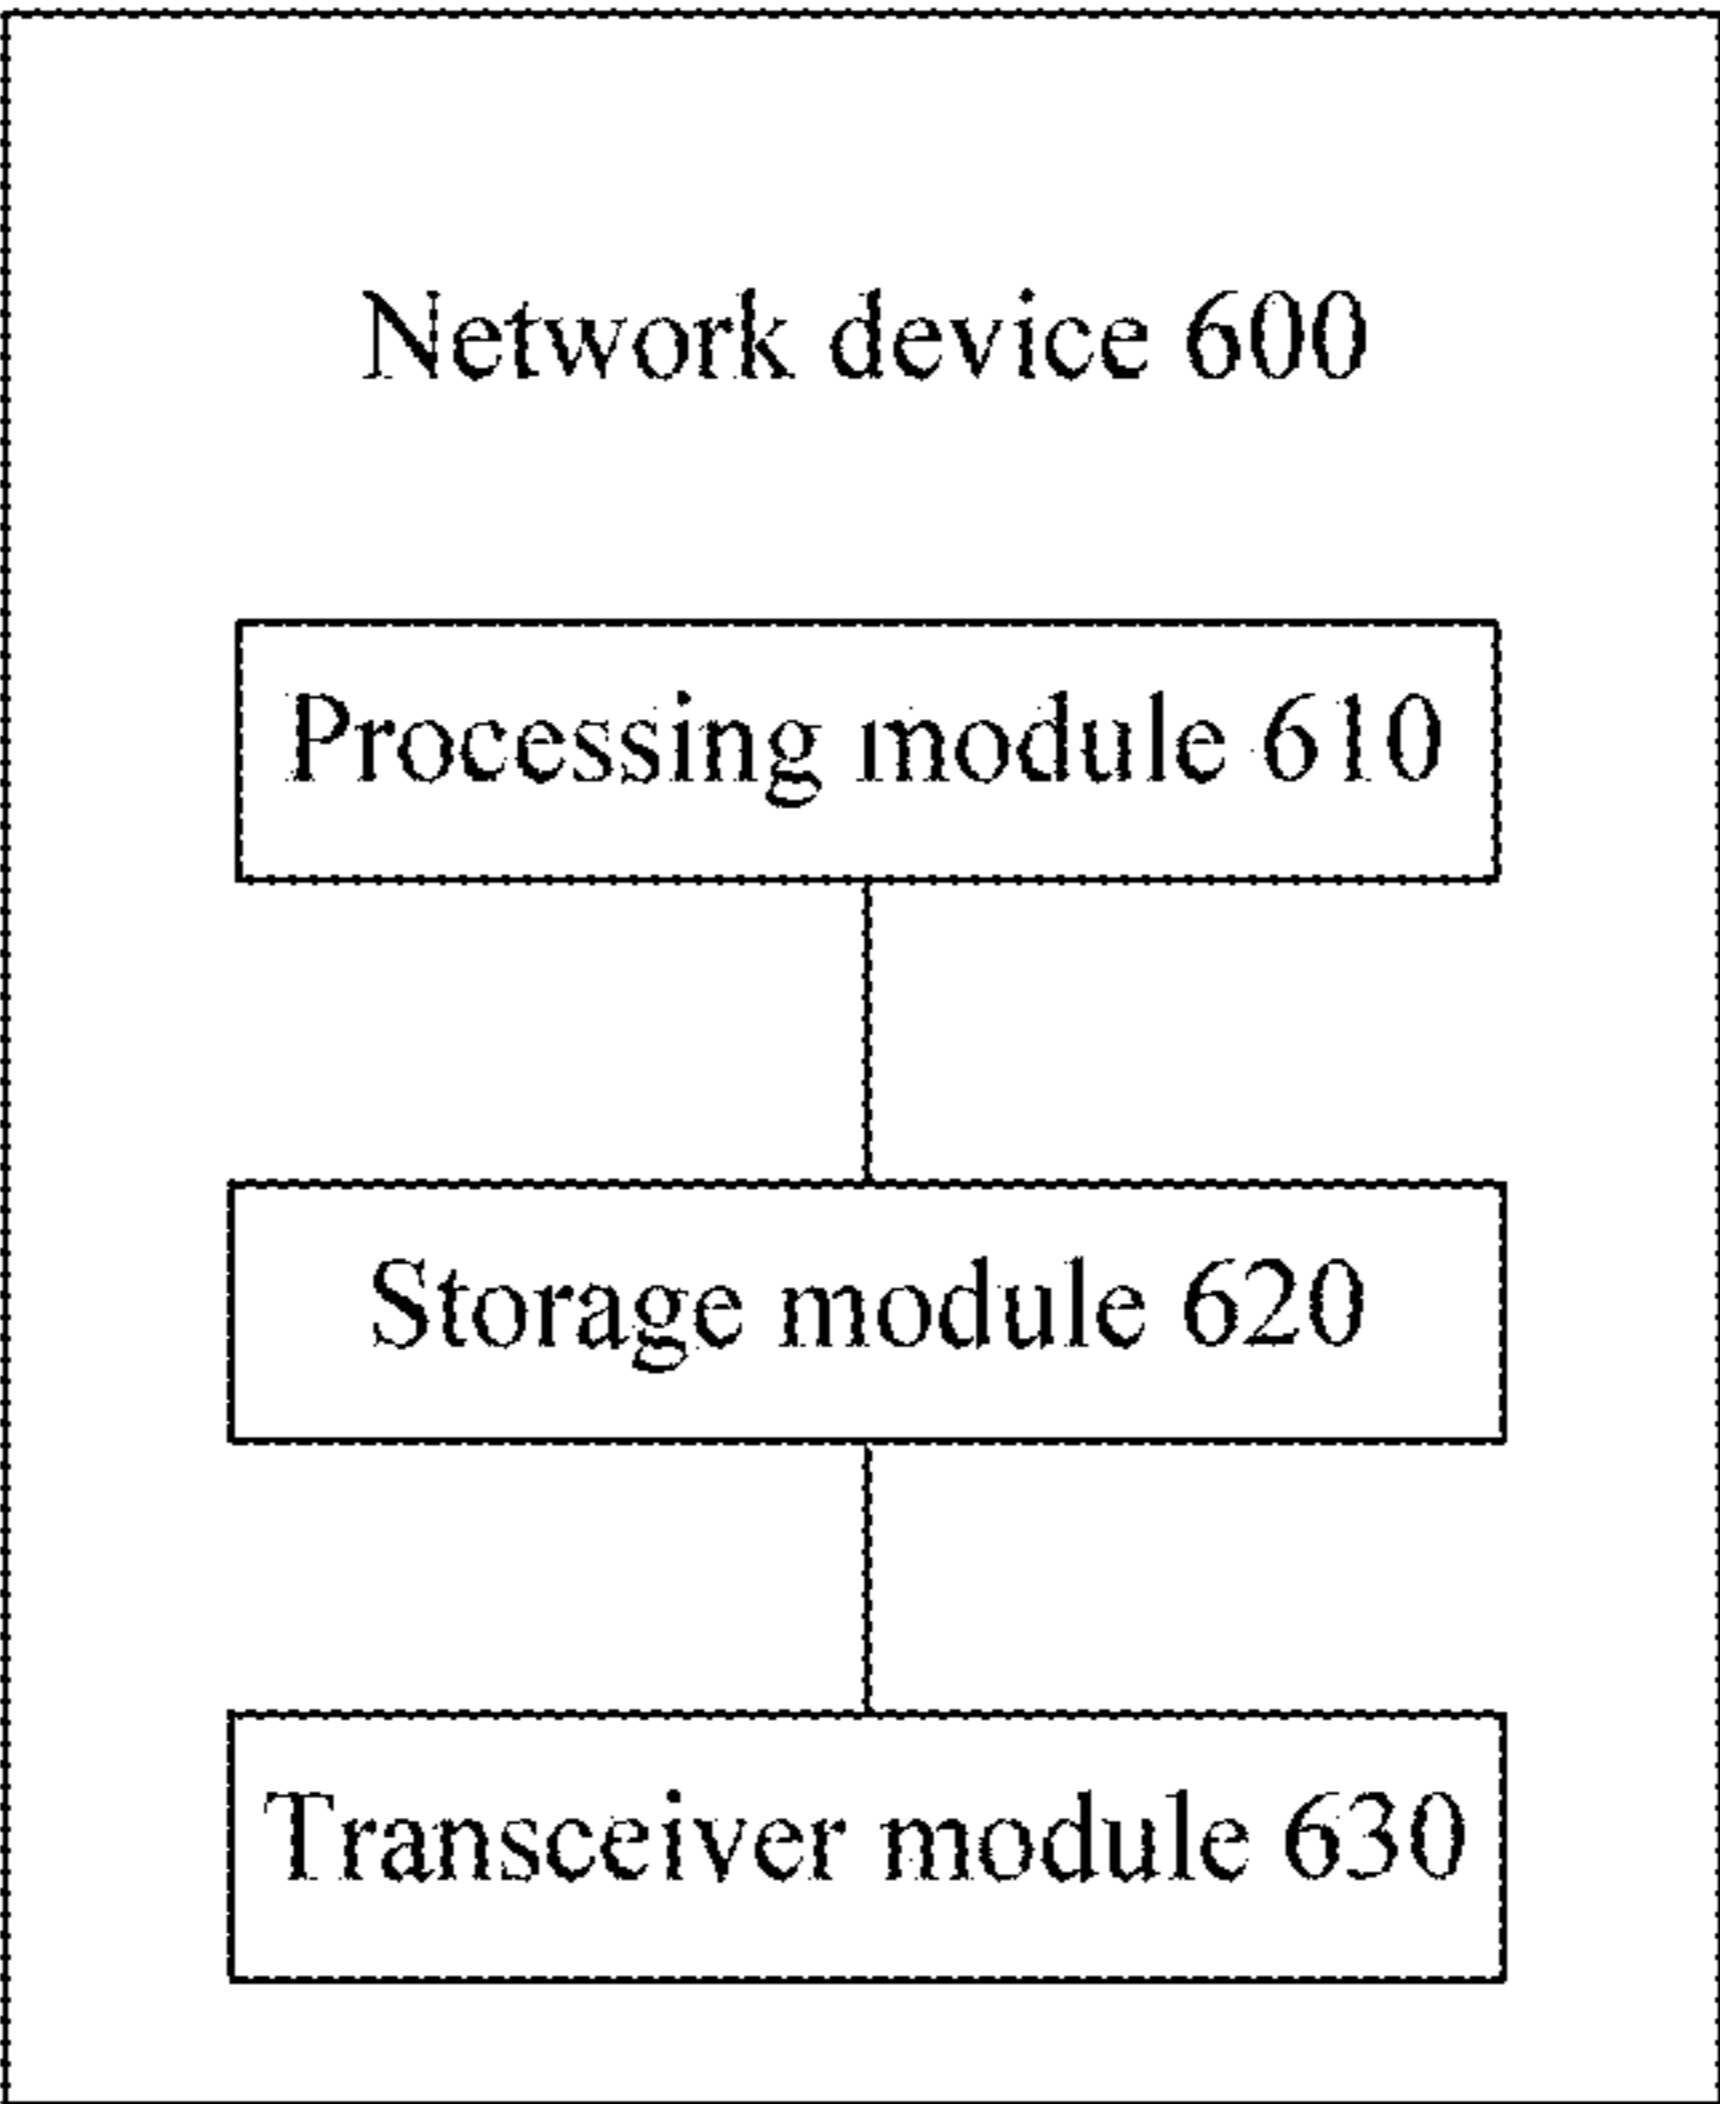 Network device 600
Processing module 610
Storage module 620
Transceiver module 630